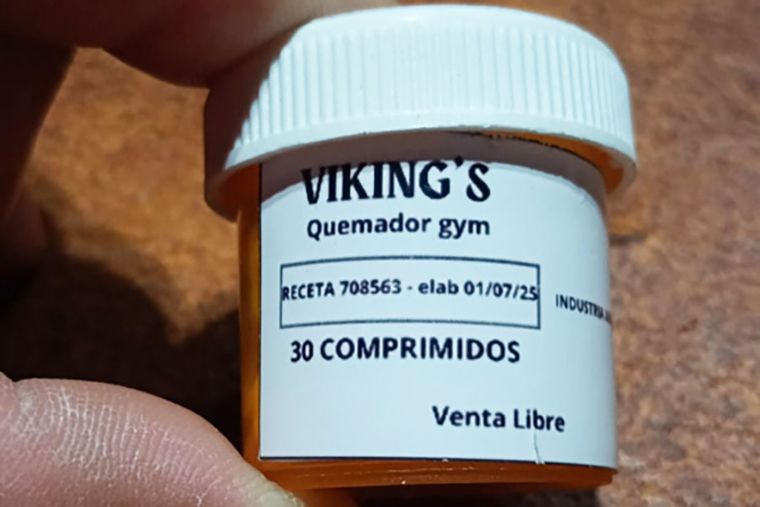 VIKING'S
Quemador gym
RECETA 708563 - elab 01/07/25
INDUSTRIA
30 COMPRIMIDOS
Venta Libre